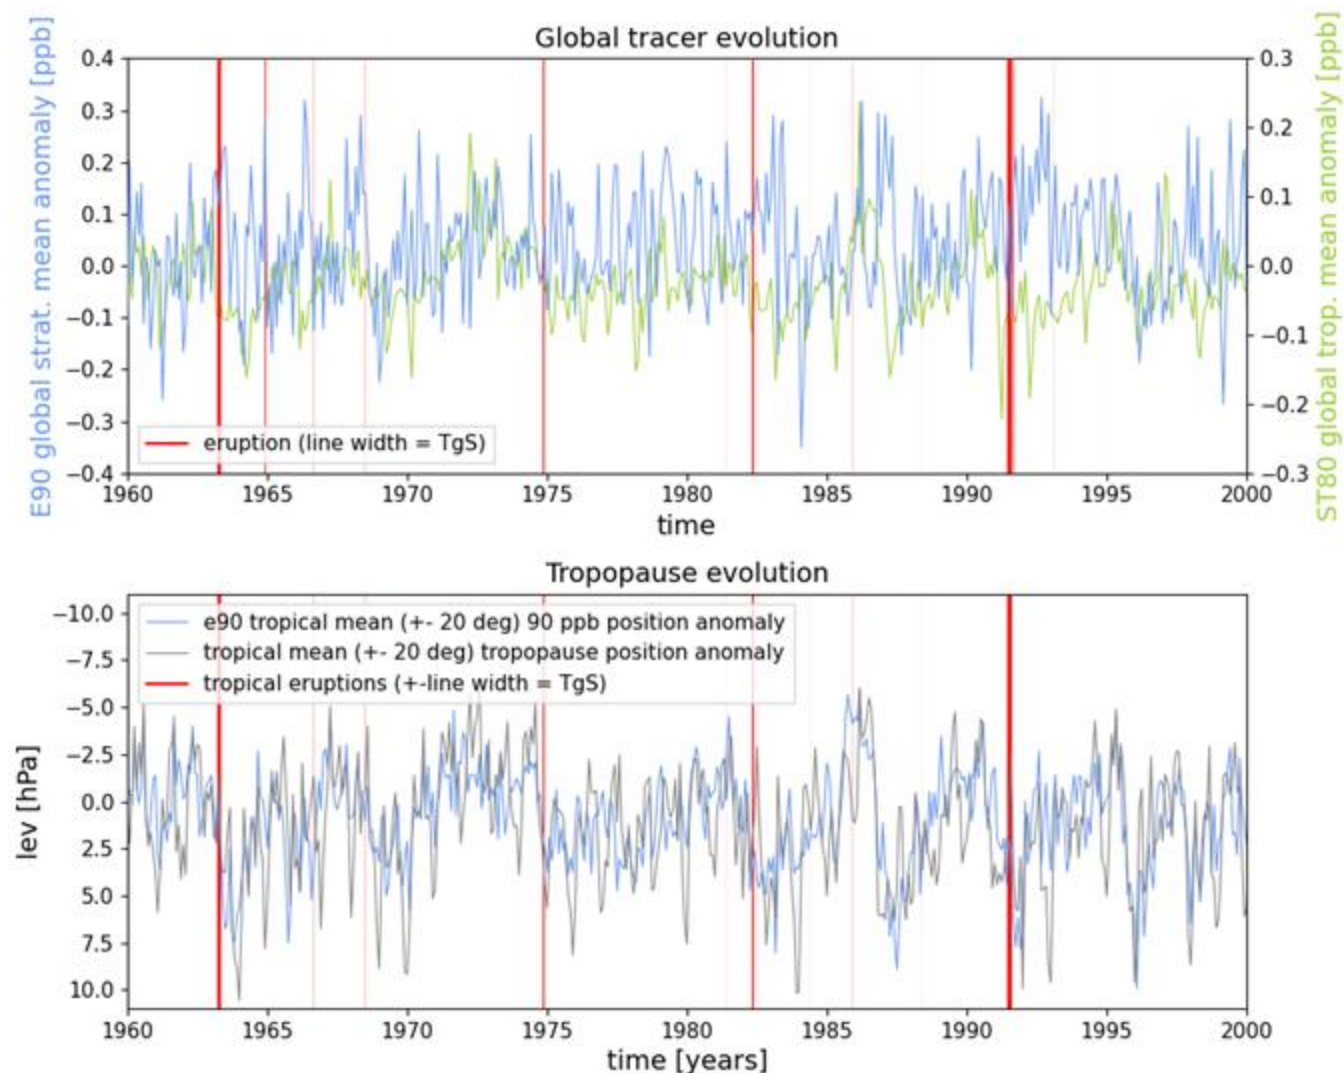 Global tracer evolution
E90 global strat. mean anomaly [ppb]
ST80 global trop. mean anomaly [ppb]
0.4
0.3
0.2
0.1
0.0
−0.1
−0.2
−0.3
−0.4
0.3
0.2
0.1
0.0
−0.1
−0.2
−0.3
eruption (line width = TgS)
1960 1965 1970 1975 1980 1985 1990 1995 2000
time
Tropopause evolution
lev [hPa]
−10.0
−7.5
−5.0
−2.5
0.0
2.5
5.0
7.5
10.0
e90 tropical mean (+- 20 deg) 90 ppb position anomaly
tropical mean (+- 20 deg) tropopause position anomaly
tropical eruptions (+-line width = TgS)
1960 1965 1970 1975 1980 1985 1990 1995 2000
time [years]